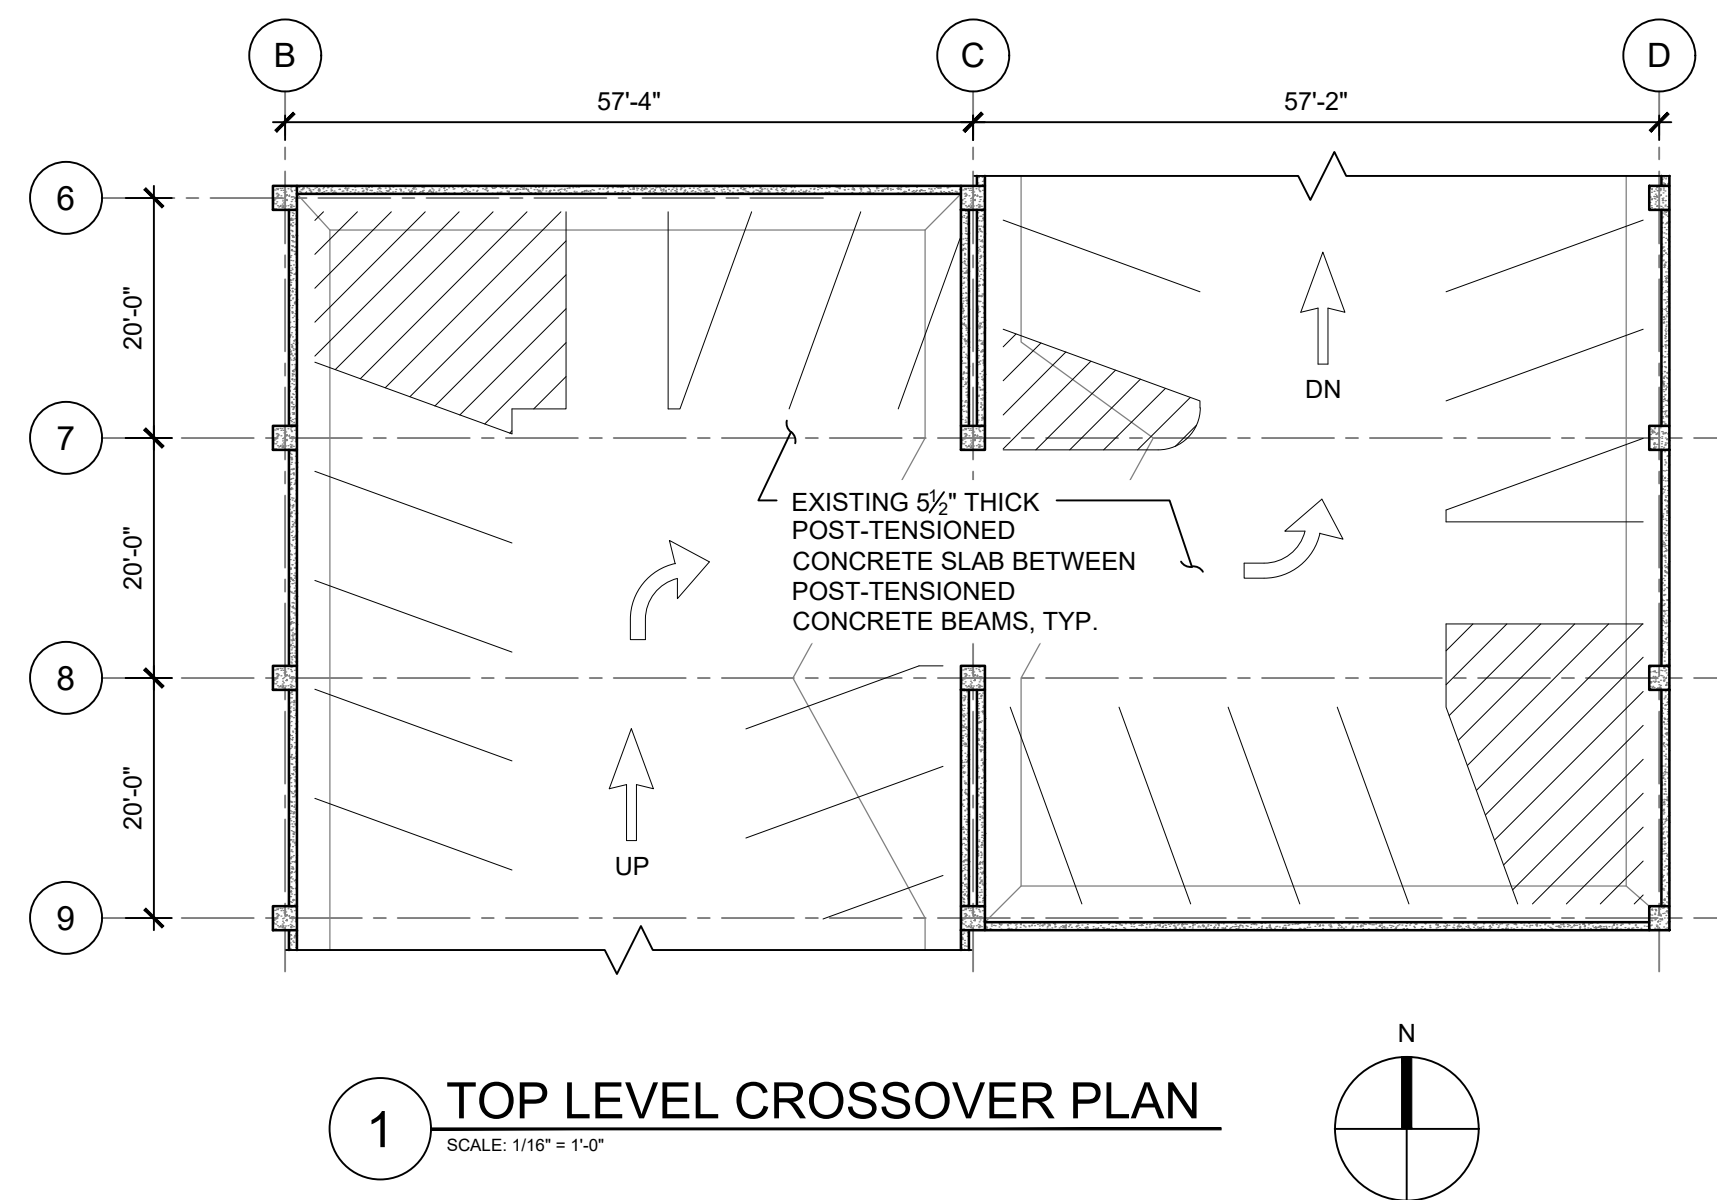 B
C
D
57'-4"
57'-2"
6
20'-0"
7
DN
20'-0"
EXISTING 5½" THICK
POST-TENSIONED
CONCRETE SLAB BETWEEN
POST-TENSIONED
CONCRETE BEAMS, TYP.
8
20'-0"
UP
9
N
1
TOP LEVEL CROSSOVER PLAN
SCALE: 1/16" = 1'-0"